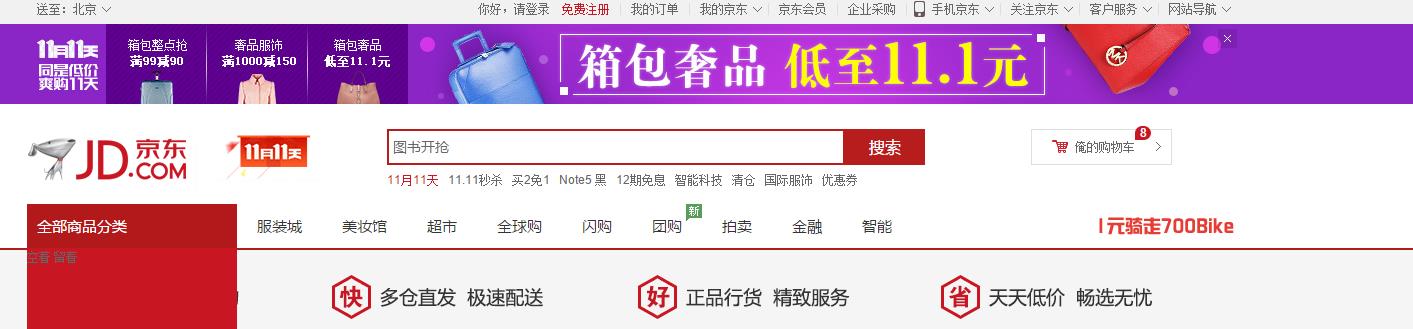 送至：北京
你好，请登录 免费注册 我的订单 我的京东 京东会员 企业采购 手机京东 关注京东 客户服务 网站导航
11月11天
同是低价
爽购11天
箱包整点抢
满99减90
奢品服饰
满1000减150
箱包奢品
低至11.1元
箱包奢品 低至11.1元
JD.COM 京东
11月11天
图书开抢
搜索
俺的购物车
8
11月11天 11.11秒杀 买2免1 Note5 黑 12期免息 智能科技 清仓 国际服饰 优惠券
全部商品分类 服装城 美妆馆 超市 全球购 闪购 团购 新 拍卖 金融 智能
1元骑走700Bike
空着 留着
快 多仓直发 极速配送
好 正品行货 精致服务
省 天天低价 畅选无忧